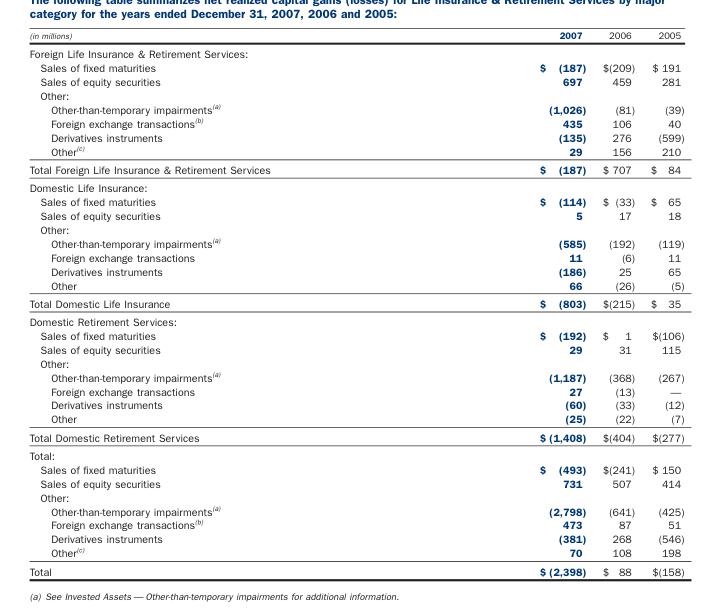 The following table summarizes net realized capital gains (losses) for Life Insurance & Retirement Services by major
category for the years ended December 31, 2007, 2006 and 2005:
(in millions) 2007 2006 2005
Foreign Life Insurance & Retirement Services:
Sales of fixed maturities $ (187) $(209) $ 191
Sales of equity securities 697 459 281
Other:
Other-than-temporary impairments(a) (1,026) (81) (39)
Foreign exchange transactions(b) 435 106 40
Derivatives instruments (135) 276 (599)
Other(c) 29 156 210
Total Foreign Life Insurance & Retirement Services $ (187) $ 707 $ 84
Domestic Life Insurance:
Sales of fixed maturities $ (114) $ (33) $ 65
Sales of equity securities 5 17 18
Other:
Other-than-temporary impairments(a) (585) (192) (119)
Foreign exchange transactions 11 (6) 11
Derivatives instruments (186) 25 65
Other 66 (26) (5)
Total Domestic Life Insurance $ (803) $(215) $ 35
Domestic Retirement Services:
Sales of fixed maturities $ (192) $ 1 $(106)
Sales of equity securities 29 31 115
Other:
Other-than-temporary impairments(a) (1,187) (368) (267)
Foreign exchange transactions 27 (13) —
Derivatives instruments (60) (33) (12)
Other (25) (22) (7)
Total Domestic Retirement Services $ (1,408) $(404) $(277)
Total:
Sales of fixed maturities $ (493) $(241) $ 150
Sales of equity securities 731 507 414
Other:
Other-than-temporary impairments(a) (2,798) (641) (425)
Foreign exchange transactions(b) 473 87 51
Derivatives instruments (381) 268 (546)
Other(c) 70 108 198
Total $ (2,398) $ 88 $(158)
(a) See Invested Assets — Other-than-temporary impairments for additional information.